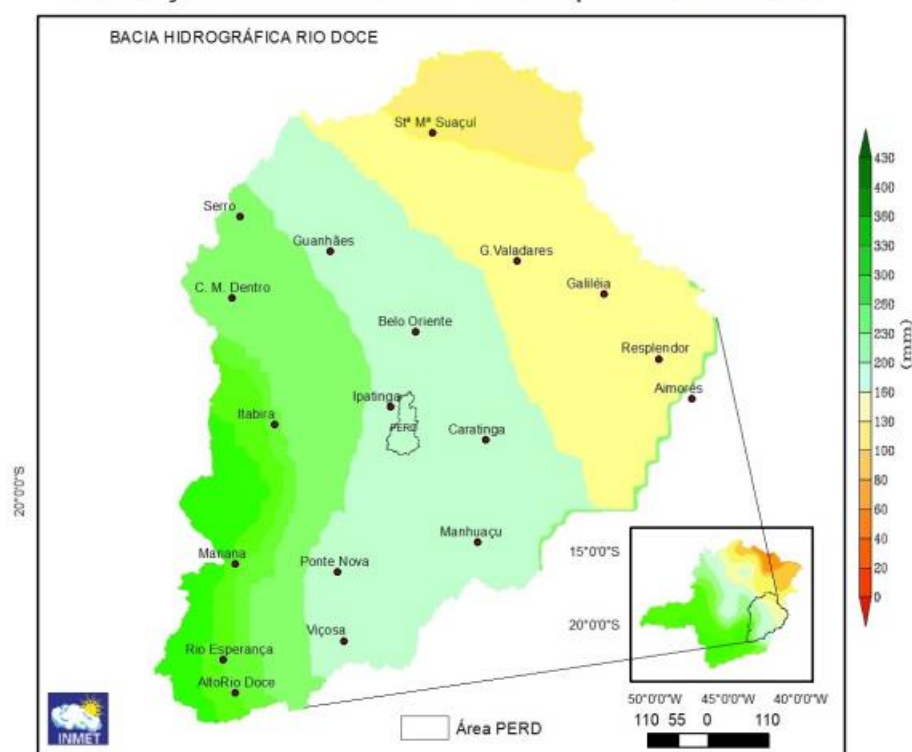 BACIA HIDROGRÁFICA RIO DOCE
Stª Mª Suaçuí
Serro
Guanhães
G.Valadares
C. M. Dentro
Galiléia
Belo Oriente
Resplendor
Aimorés
Ipatinga
PERD
Itabira
Caratinga
Manhuaçu
Mariana
Ponte Nova
Viçosa
Rio Esperança
AltoRio Doce
20°0'0"S
430
400
360
330
300
260
230
200
160
130
100
80
60
40
20
0
(mm)
15°0'0"S
20°0'0"S
50°0'0"W 45°0'0"W 40°0'0"W
110 55 0 110
INMET
Área PERD